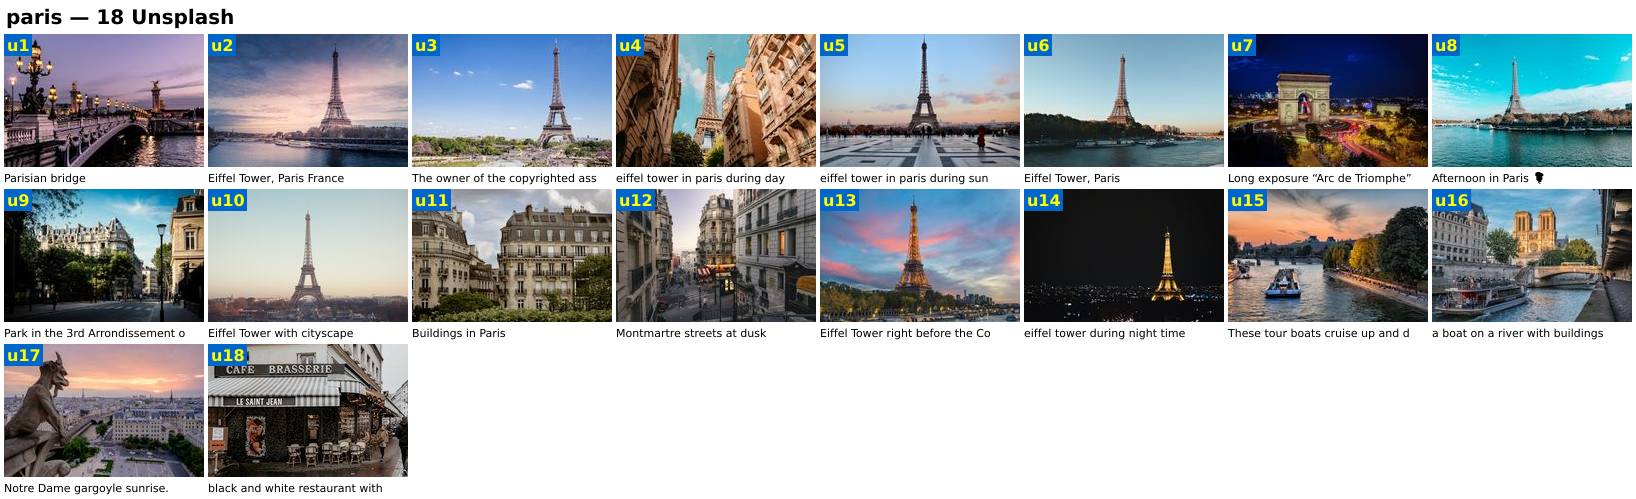 paris — 18 Unsplash
u1
u2
u3
u4
u5
u6
u7
u8
Parisian bridge
Eiffel Tower, Paris France
The owner of the copyrighted ass
eiffel tower in paris during day
eiffel tower in paris during sun
Eiffel Tower, Paris
Long exposure “Arc de Triomphe”
Afternoon in Paris
u9
u10
u11
u12
u13
u14
u15
u16
Park in the 3rd Arrondissement o
Eiffel Tower with cityscape
Buildings in Paris
Montmartre streets at dusk
Eiffel Tower right before the Co
eiffel tower during night time
These tour boats cruise up and d
a boat on a river with buildings
u17
u18
CAFE BRASSERIE
LE SAINT JEAN
Notre Dame gargoyle sunrise.
black and white restaurant with